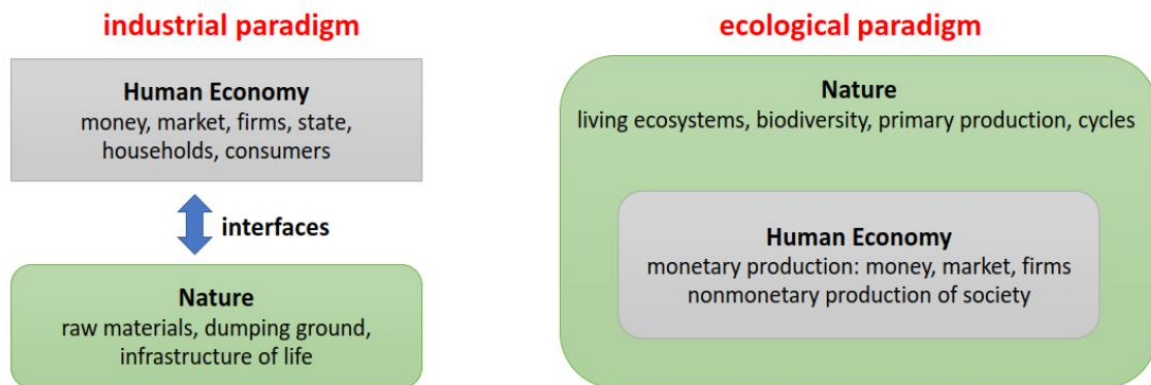 industrial paradigm
Human Economy
money, market, firms, state,
households, consumers
interfaces
Nature
raw materials, dumping ground,
infrastructure of life
ecological paradigm
Nature
living ecosystems, biodiversity, primary production, cycles
Human Economy
monetary production: money, market, firms
nonmonetary production of society